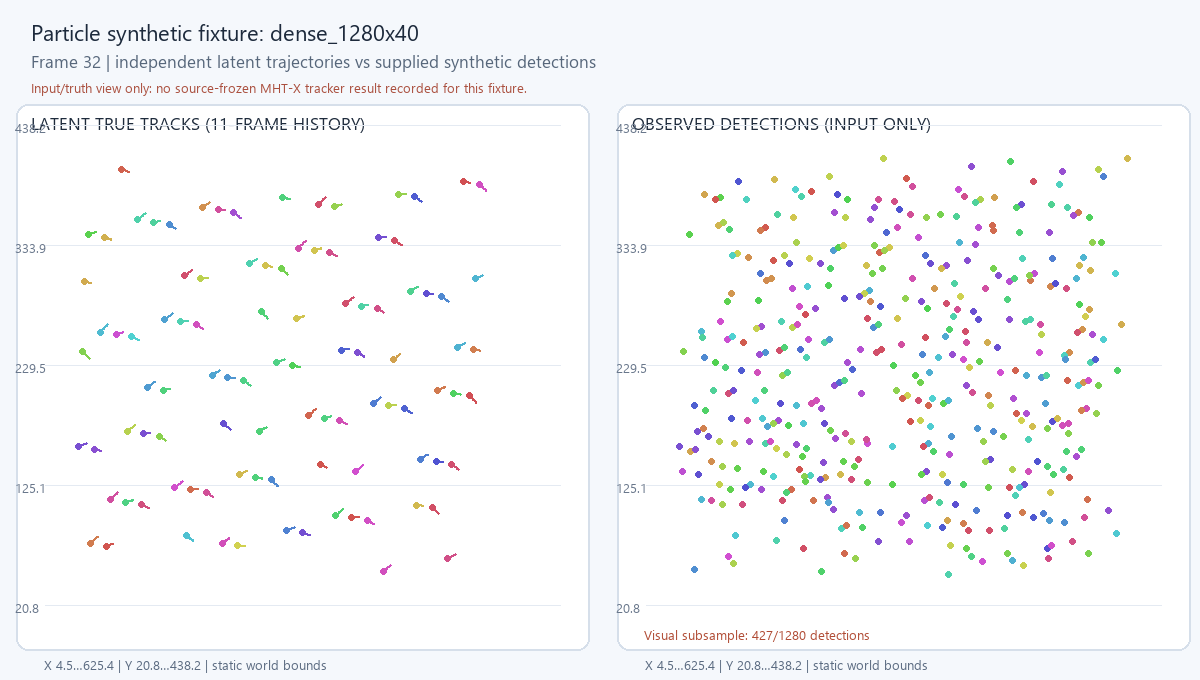 Particle synthetic fixture: dense_1280x40
Frame 32 | independent latent trajectories vs supplied synthetic detections
Input/truth view only: no source-frozen MHT-X tracker result recorded for this fixture.
LATENT TRUE TRACKS (11-FRAME HISTORY)
438.2
333.9
229.5
125.1
20.8
X 4.5...625.4 | Y 20.8...438.2 | static world bounds
OBSERVED DETECTIONS (INPUT ONLY)
438.2
333.9
229.5
125.1
20.8
Visual subsample: 427/1280 detections
X 4.5...625.4 | Y 20.8...438.2 | static world bounds